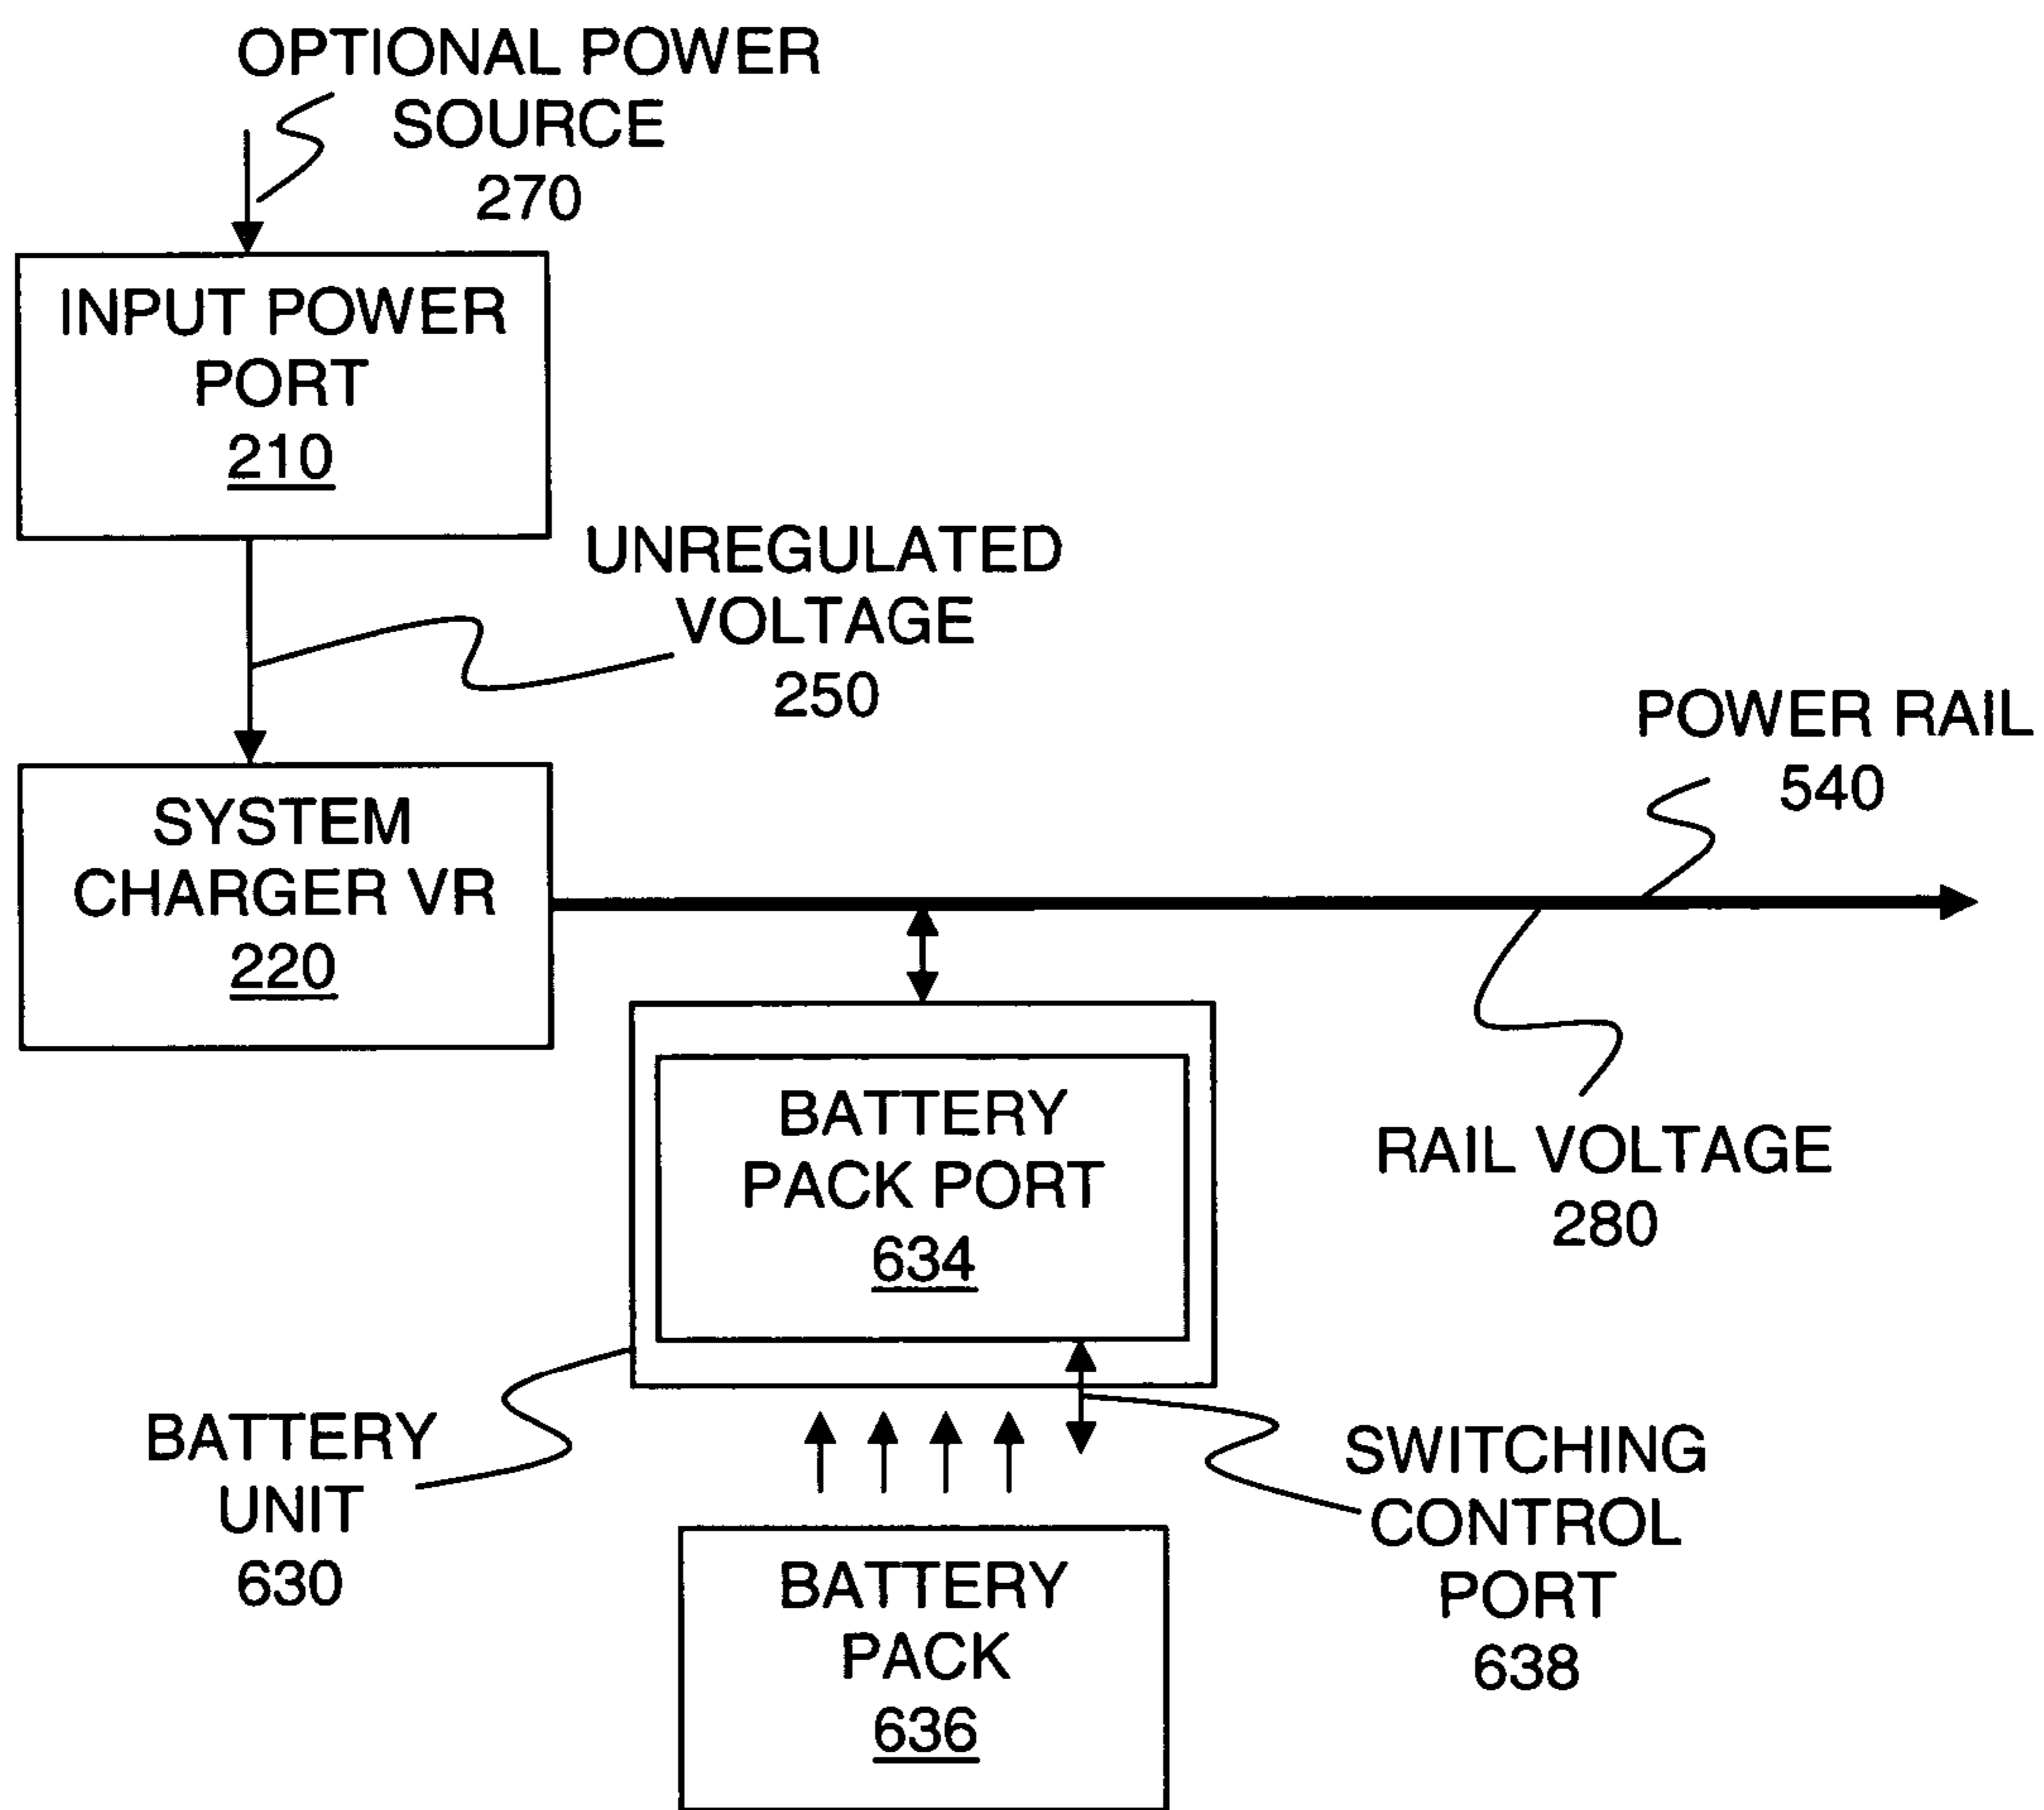 OPTIONAL POWER
SOURCE
270
INPUT POWER
PORT
210
UNREGULATED
VOLTAGE
250
POWER RAIL
540
SYSTEM
CHARGER VR
220
BATTERY
PACK PORT
634
RAIL VOLTAGE
280
BATTERY
UNIT
630
SWITCHING
CONTROL
PORT
638
BATTERY
PACK
636